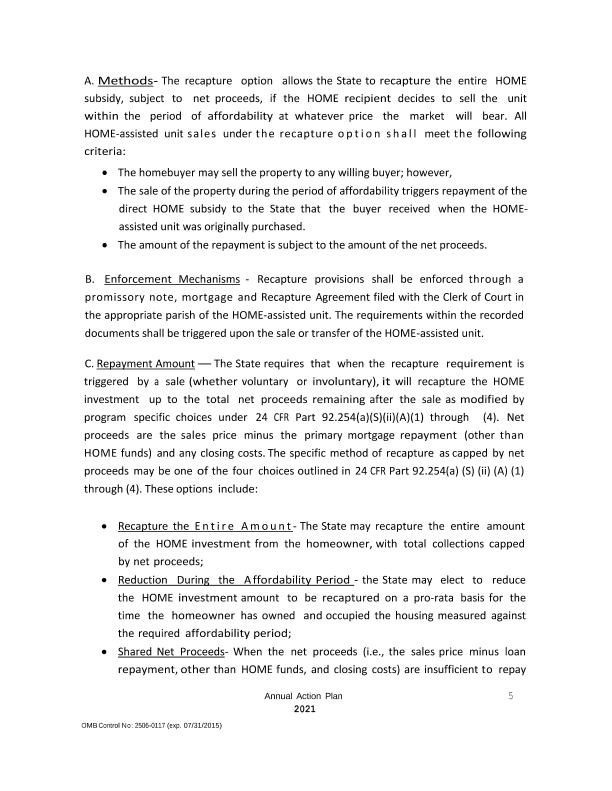 A. Methods- The recapture option allows the State to recapture the entire HOME
subsidy, subject to net proceeds, if the HOME recipient decides to sell the unit
within the period of affordability at whatever price the market will bear. All
HOME-assisted unit sales under the recapture option shall meet the following
criteria:
• The homebuyer may sell the property to any willing buyer; however,
• The sale of the property during the period of affordability triggers repayment of the
direct HOME subsidy to the State that the buyer received when the HOME-
assisted unit was originally purchased.
• The amount of the repayment is subject to the amount of the net proceeds.
B. Enforcement Mechanisms - Recapture provisions shall be enforced through a
promissory note, mortgage and Recapture Agreement filed with the Clerk of Court in
the appropriate parish of the HOME-assisted unit. The requirements within the recorded
documents shall be triggered upon the sale or transfer of the HOME-assisted unit.
C. Repayment Amount — The State requires that when the recapture requirement is
triggered by a sale (whether voluntary or involuntary), it will recapture the HOME
investment up to the total net proceeds remaining after the sale as modified by
program specific choices under 24 CFR Part 92.254(a)(S)(ii)(A)(1) through (4). Net
proceeds are the sales price minus the primary mortgage repayment (other than
HOME funds) and any closing costs. The specific method of recapture as capped by net
proceeds may be one of the four choices outlined in 24 CFR Part 92.254(a) (S) (ii) (A) (1)
through (4). These options include:
• Recapture the Entire Amount- The State may recapture the entire amount
of the HOME investment from the homeowner, with total collections capped
by net proceeds;
• Reduction During the Affordability Period - the State may elect to reduce
the HOME investment amount to be recaptured on a pro-rata basis for the
time the homeowner has owned and occupied the housing measured against
the required affordability period;
• Shared Net Proceeds- When the net proceeds (i.e., the sales price minus loan
repayment, other than HOME funds, and closing costs) are insufficient to repay
Annual Action Plan 5
2021
OMB Control No: 2506-0117 (exp. 07/31/2015)